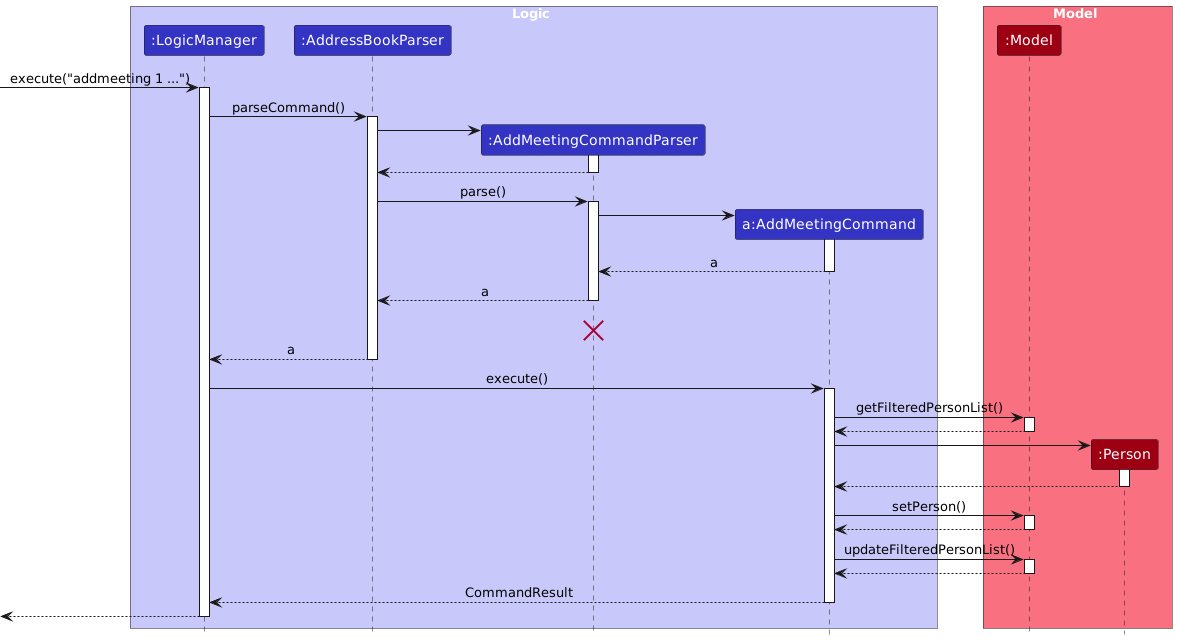 Logic
Model
:LogicManager
:AddressBookParser
:Model
execute("addmeeting 1 ...")
parseCommand()
:AddMeetingCommandParser
parse()
a:AddMeetingCommand
a
a
a
execute()
getFilteredPersonList()
:Person
setPerson()
updateFilteredPersonList()
CommandResult